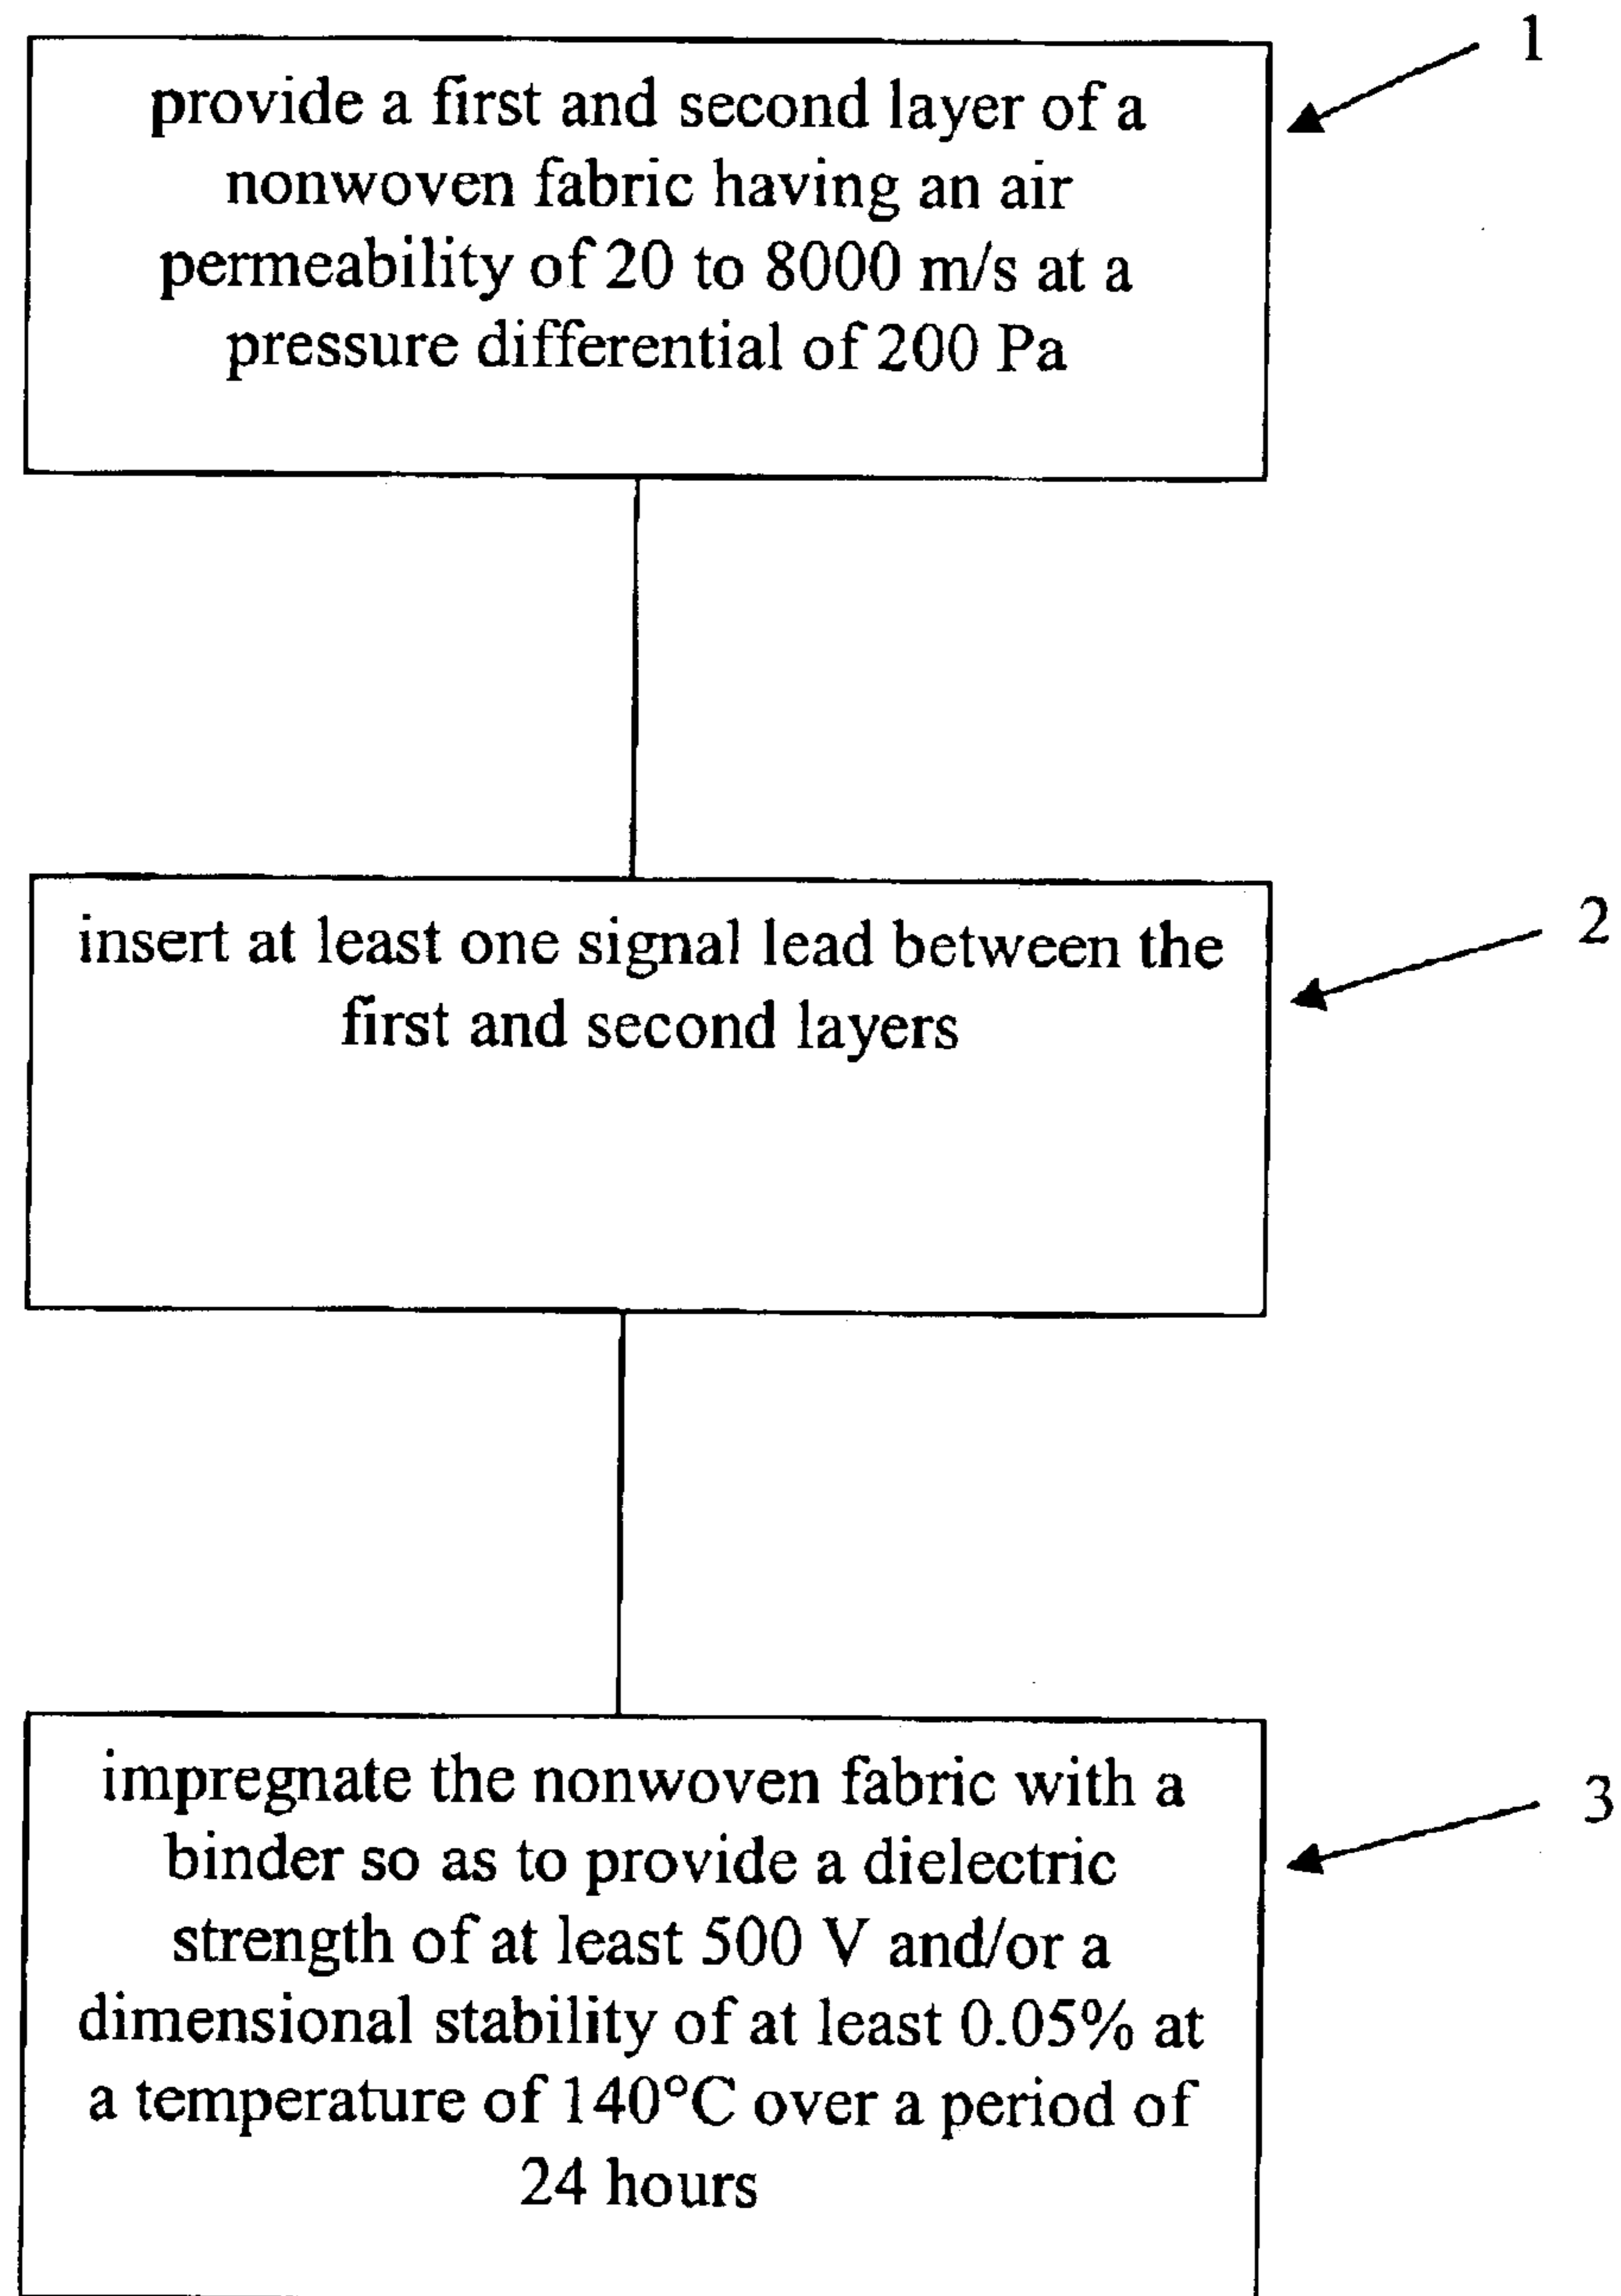 1
provide a first and second layer of a
nonwoven fabric having an air
permeability of 20 to 8000 m/s at a
pressure differential of 200 Pa
2
insert at least one signal lead between the
first and second layers
3
impregnate the nonwoven fabric with a
binder so as to provide a dielectric
strength of at least 500 V and/or a
dimensional stability of at least 0.05% at
a temperature of 140°C over a period of
24 hours